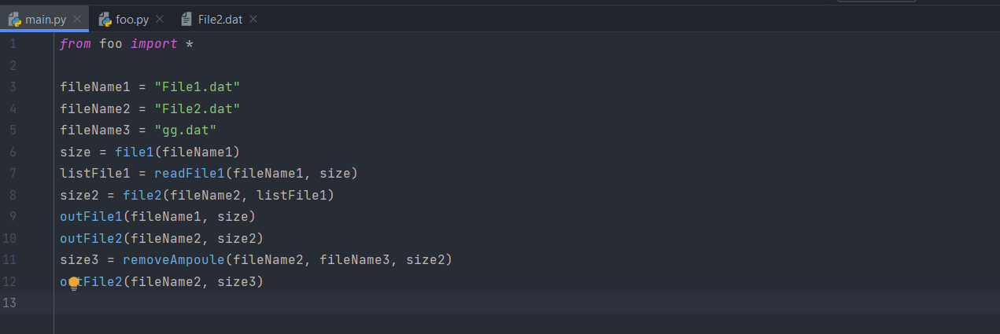 main.py foo.py File2.dat
1 from foo import *
2
3 fileName1 = "File1.dat"
4 fileName2 = "File2.dat"
5 fileName3 = "gg.dat"
6 size = file1(fileName1)
7 listFile1 = readFile1(fileName1, size)
8 size2 = file2(fileName2, listFile1)
9 outFile1(fileName1, size)
10 outFile2(fileName2, size2)
11 size3 = removeAmpoule(fileName2, fileName3, size2)
12 outFile2(fileName2, size3)
13